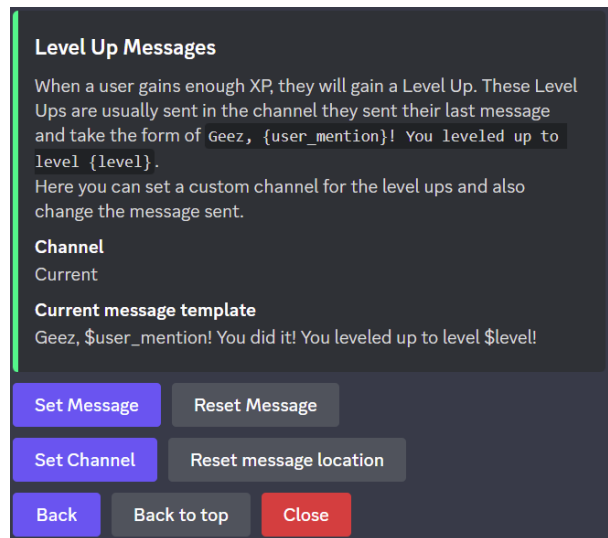 Level Up Messages
When a user gains enough XP, they will gain a Level Up. These Level
Ups are usually sent in the channel they sent their last message
and take the form of Geez, {user_mention}! You leveled up to
level {level}.
Here you can set a custom channel for the level ups and also
change the message sent.
Channel
Current
Current message template
Geez, $user_mention! You did it! You leveled up to level $level!
Set Message Reset Message
Set Channel Reset message location
Back Back to top Close